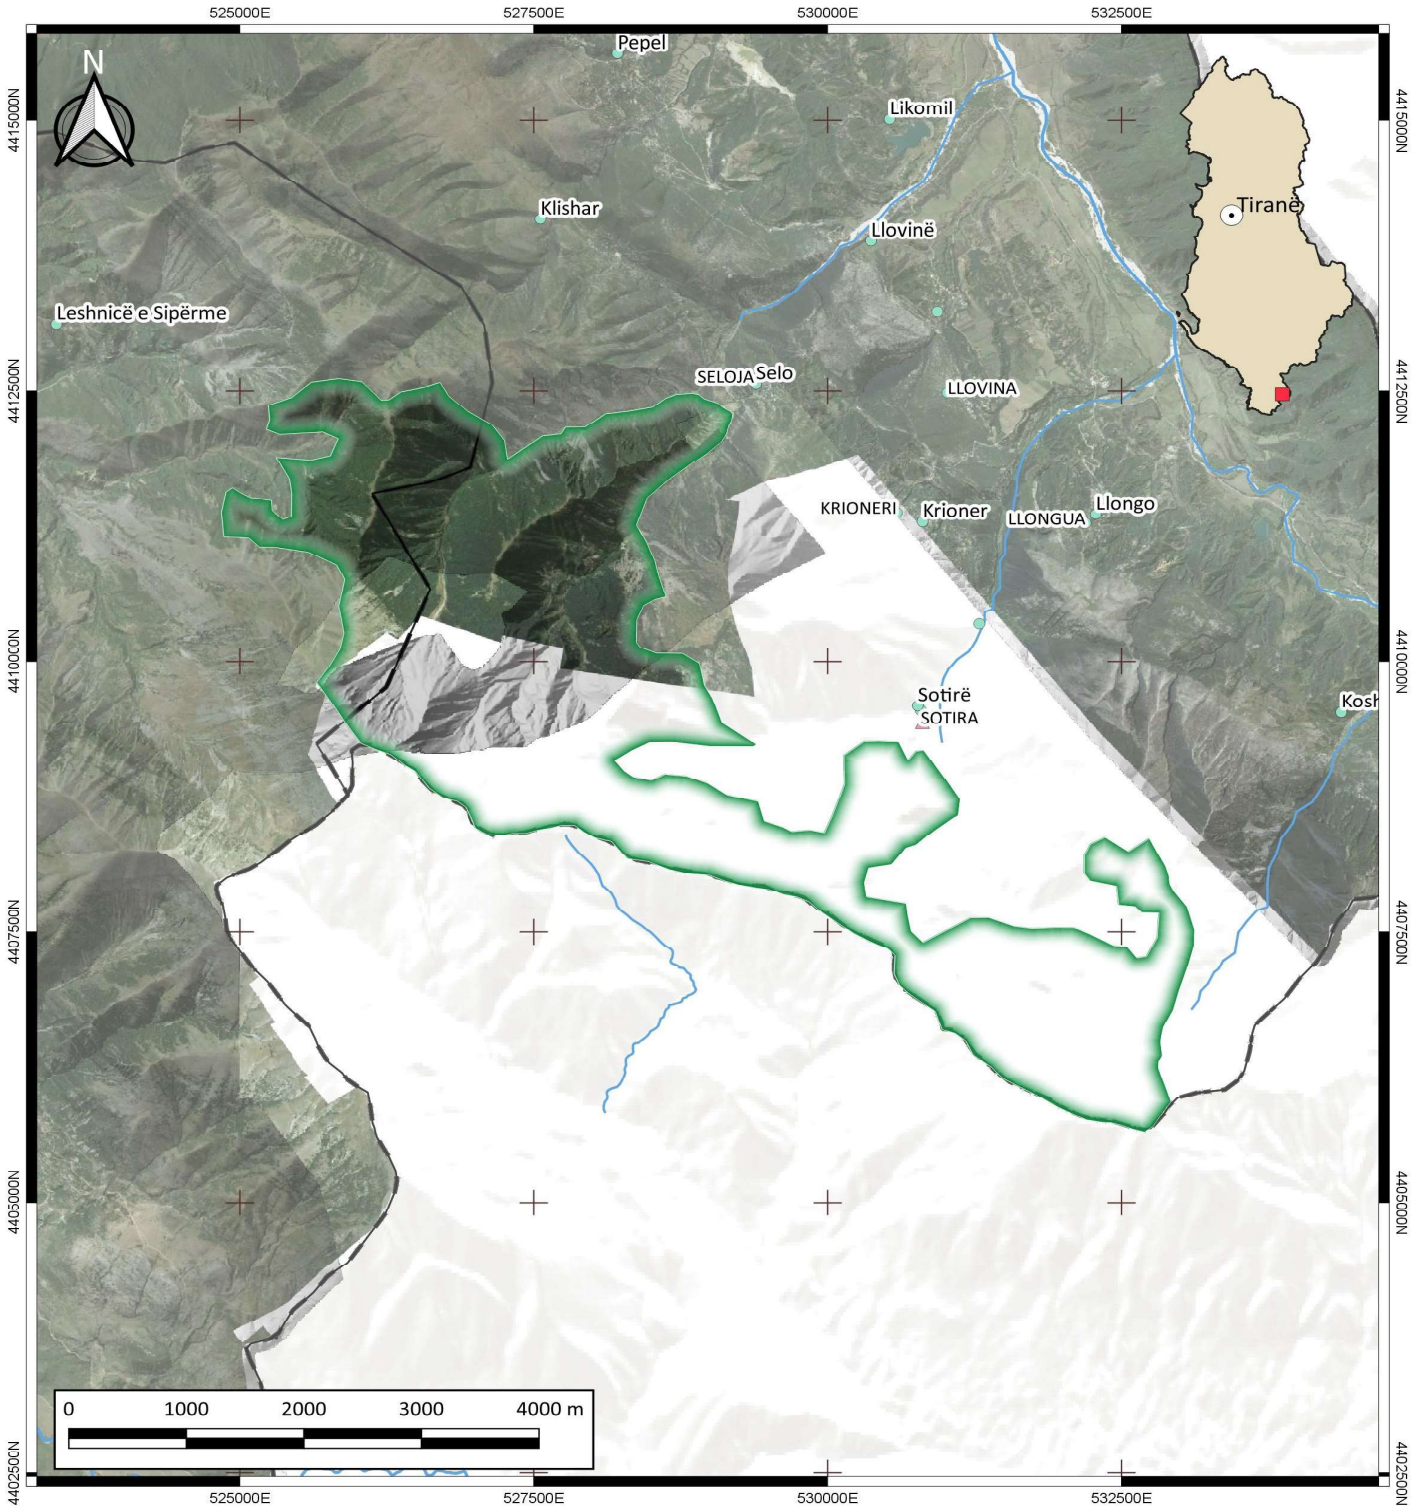 525000E
527500E
530000E
532500E
N
4415000N
4415000N
Pepel
Likomil
Tiranë
Klishar
Llovinë
Leshnicë e Sipërme
4412500N
4412500N
SELOJA
Selo
LLOVINA
KRIONERI
Krioner
LLONGUA
Llongo
4410000N
4410000N
Sotirë
SOTIRA
Kosh
4407500N
4407500N
4405000N
4405000N
0
1000
2000
3000
4000 m
4402500N
4402500N
525000E
527500E
530000E
532500E